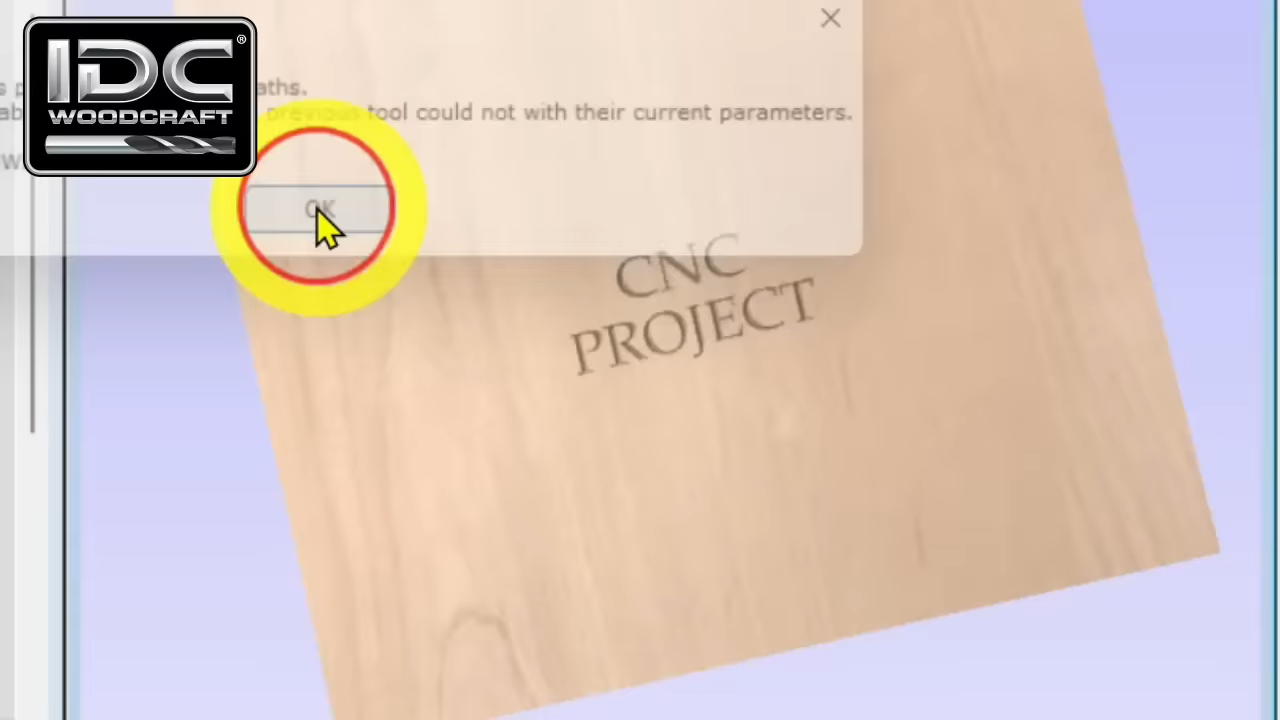 IDC®
WOODCRAFT
aths.
previous tool could not with their current parameters.
OK
CNC
PROJECT